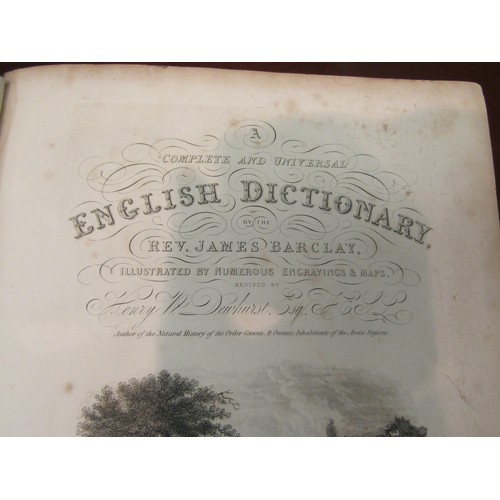 A
COMPLETE AND UNIVERSAL
ENGLISH DICTIONARY,
BY THE
REV. JAMES BARCLAY,
ILLUSTRATED BY NUMEROUS ENGRAVINGS & MAPS.
REVISED BY
Henry W. Dewhurst, Esq.
Author of the Natural History of the Order Cetacea, & Oceanic Inhabitants of the Arctic Regions